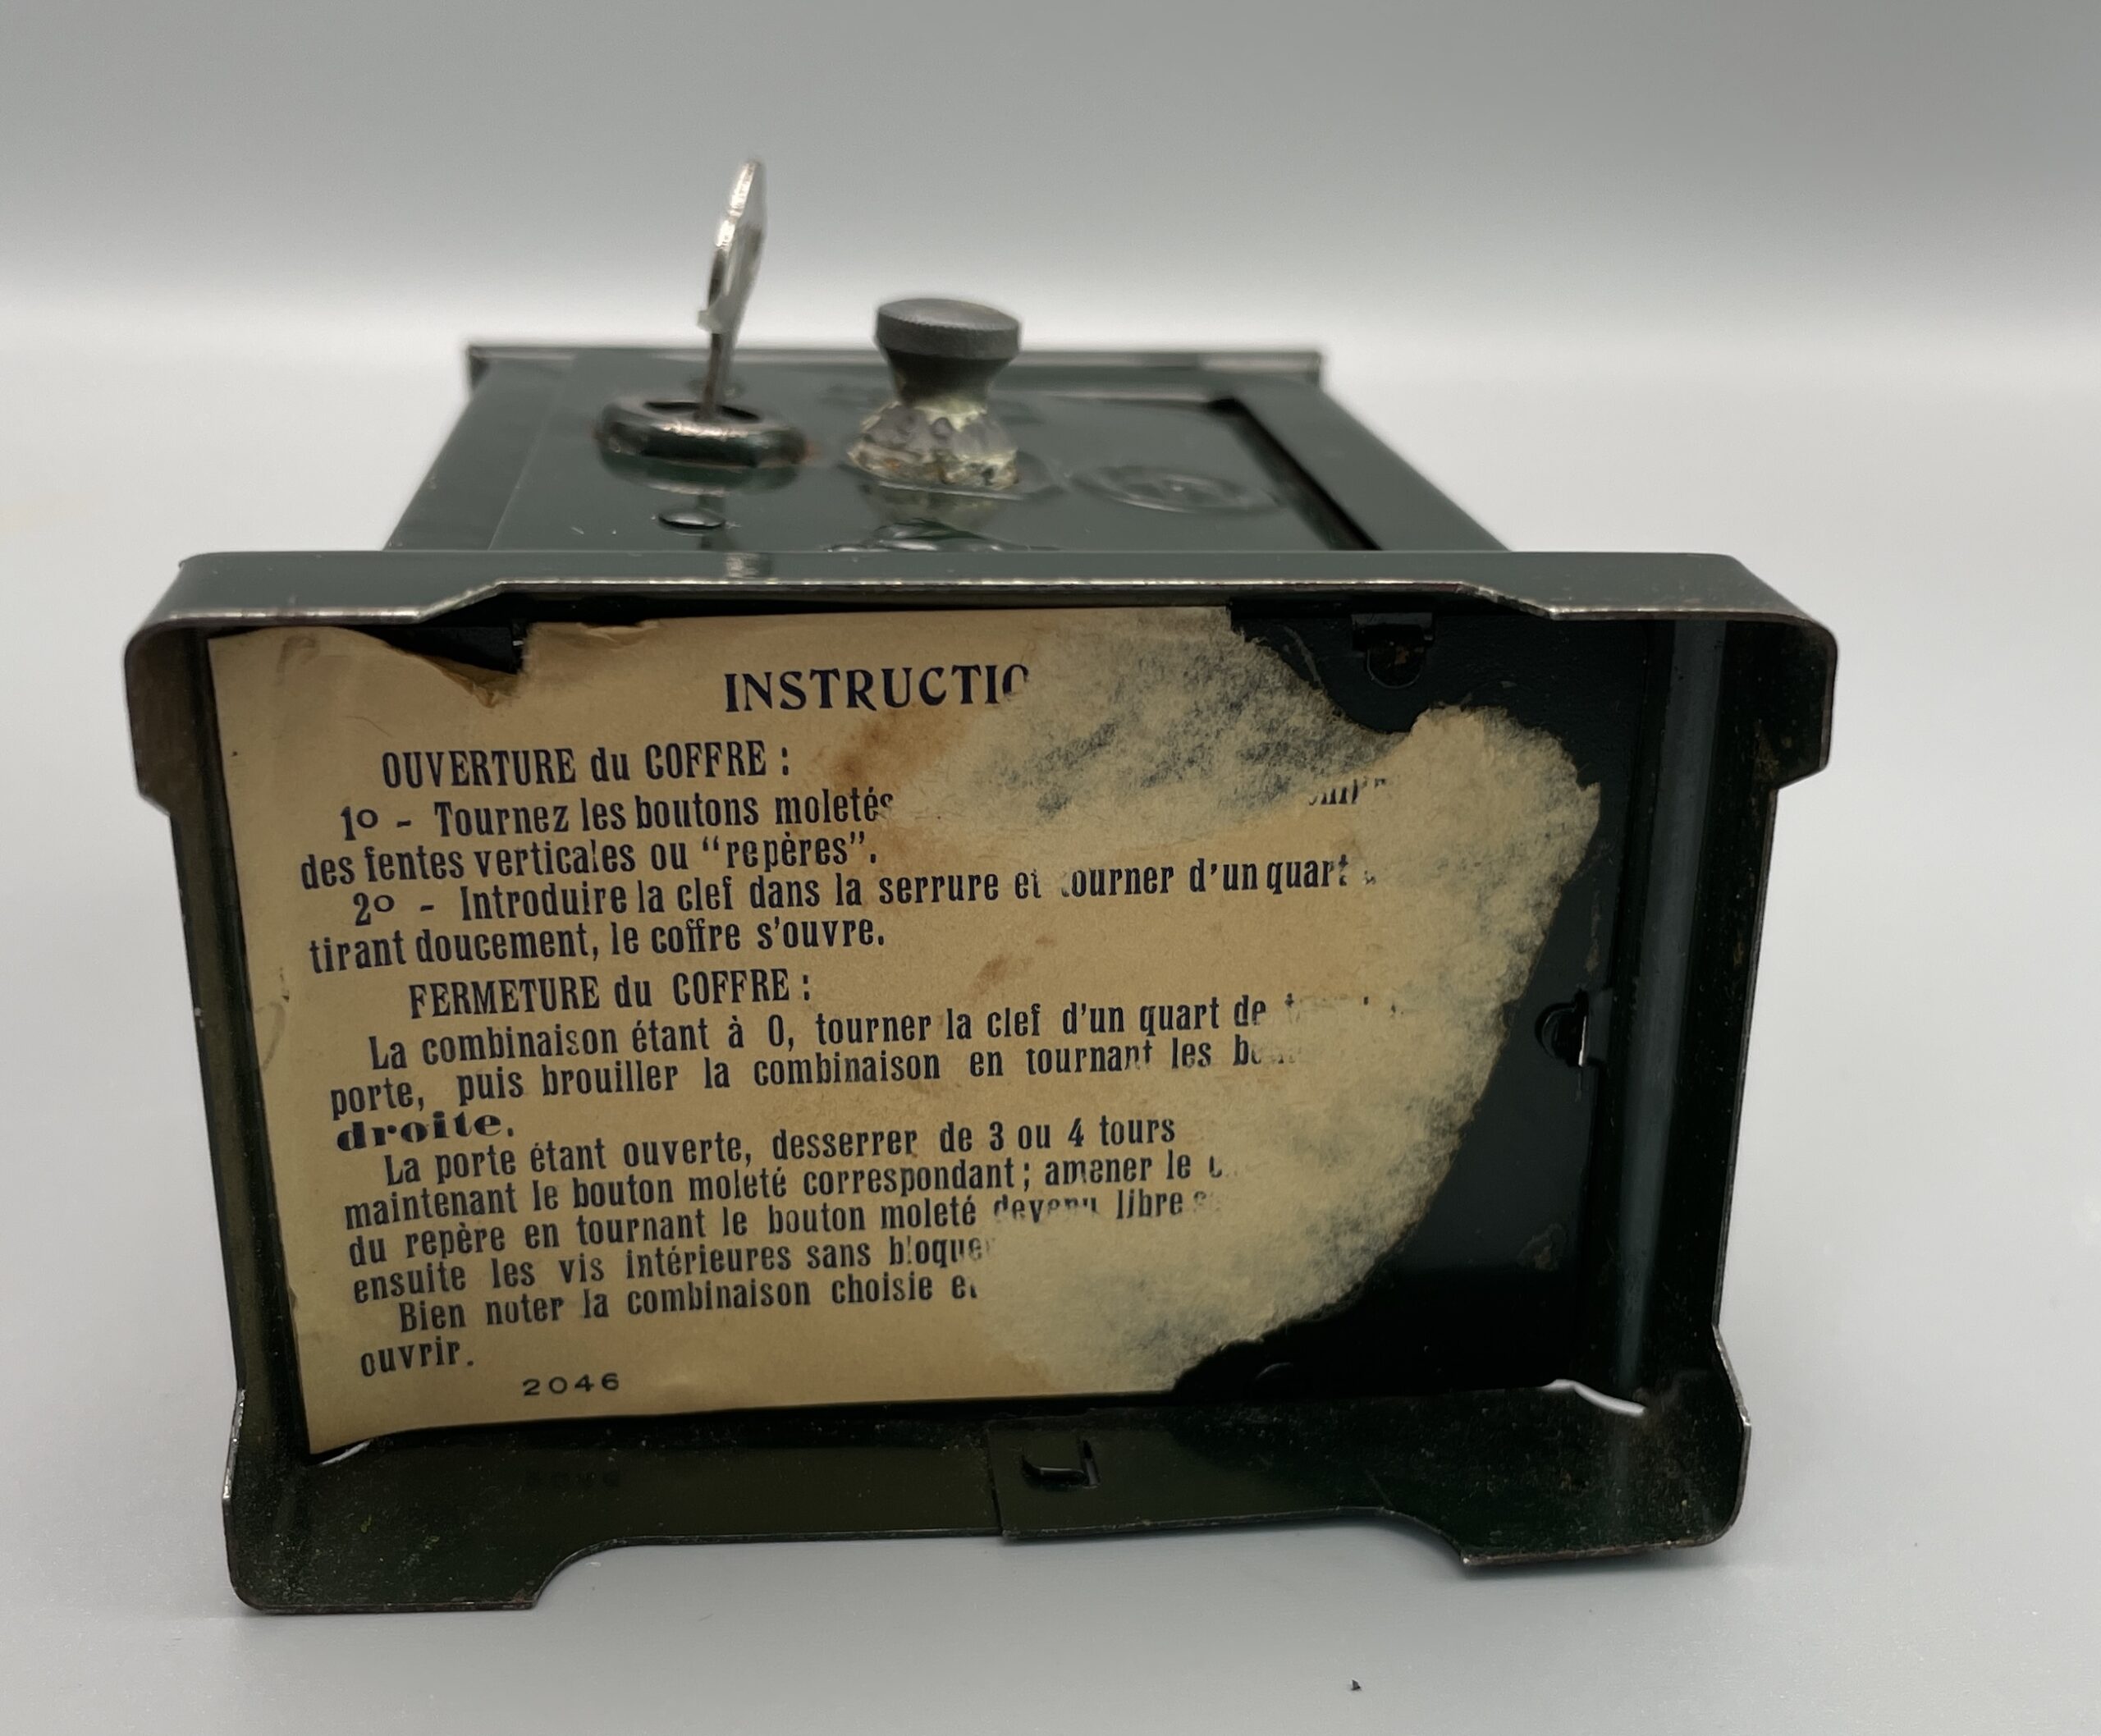 INSTRUCTIO
OUVERTURE du COFFRE :
1º - Tournez les boutons moletés
des fentes verticales ou “repères”.
2º - Introduire la clef dans la serrure et tourner d’un quart
tirant doucement, le coffre s’ouvre.
FERMETURE du COFFRE :
La combinaison étant à 0, tourner la clef d’un quart de
porte, puis brouiller la combinaison en tournant les
droite.
La porte étant ouverte, desserrer de 3 ou 4 tours
maintenant le bouton moleté correspondant ; amener le
du repère en tournant le bouton moleté devenu libre
ensuite les vis intérieures sans bloquer
Bien noter la combinaison choisie
ouvrir.
2046